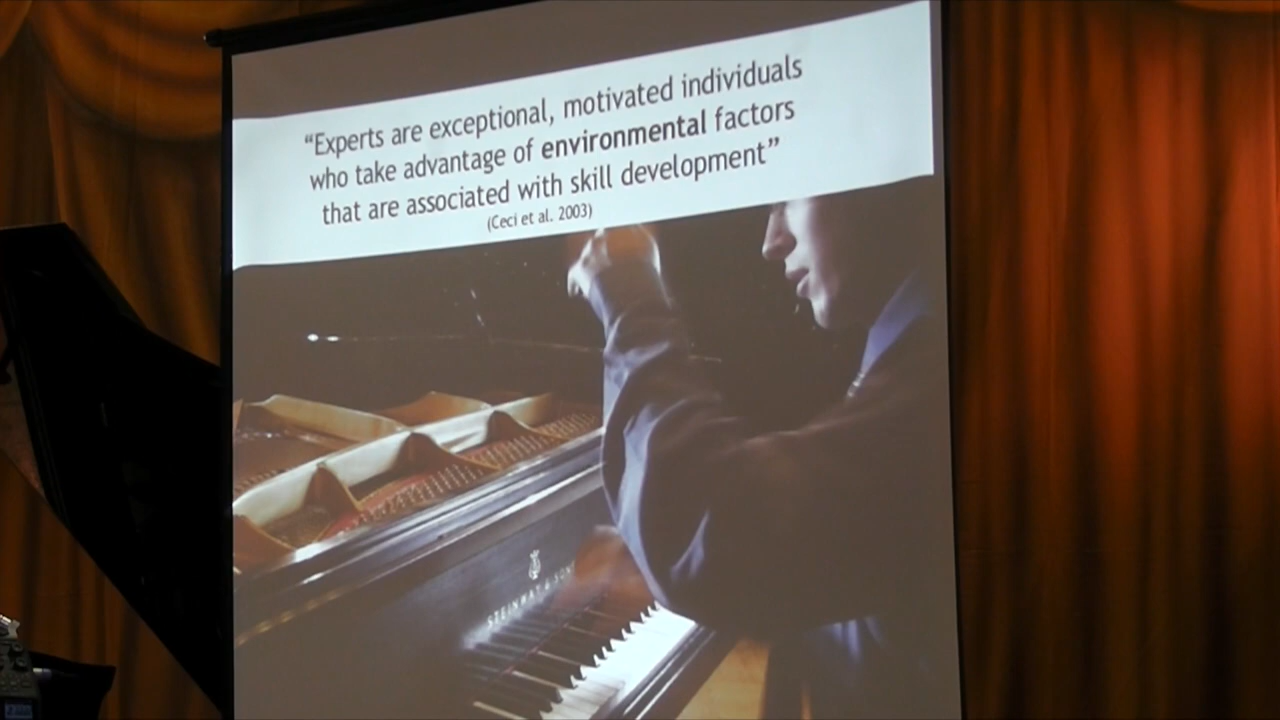 “Experts are exceptional, motivated individuals
who take advantage of environmental factors
that are associated with skill development”
(Ceci et al. 2003)
STEINWAY & SONS